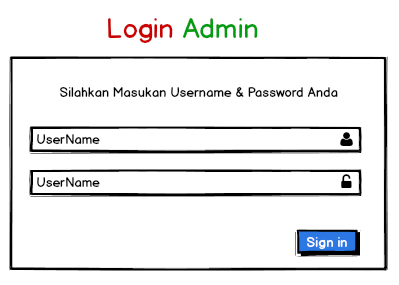 Login Admin
Silahkan Masukan Username & Password Anda
UserName
UserName
Sign in